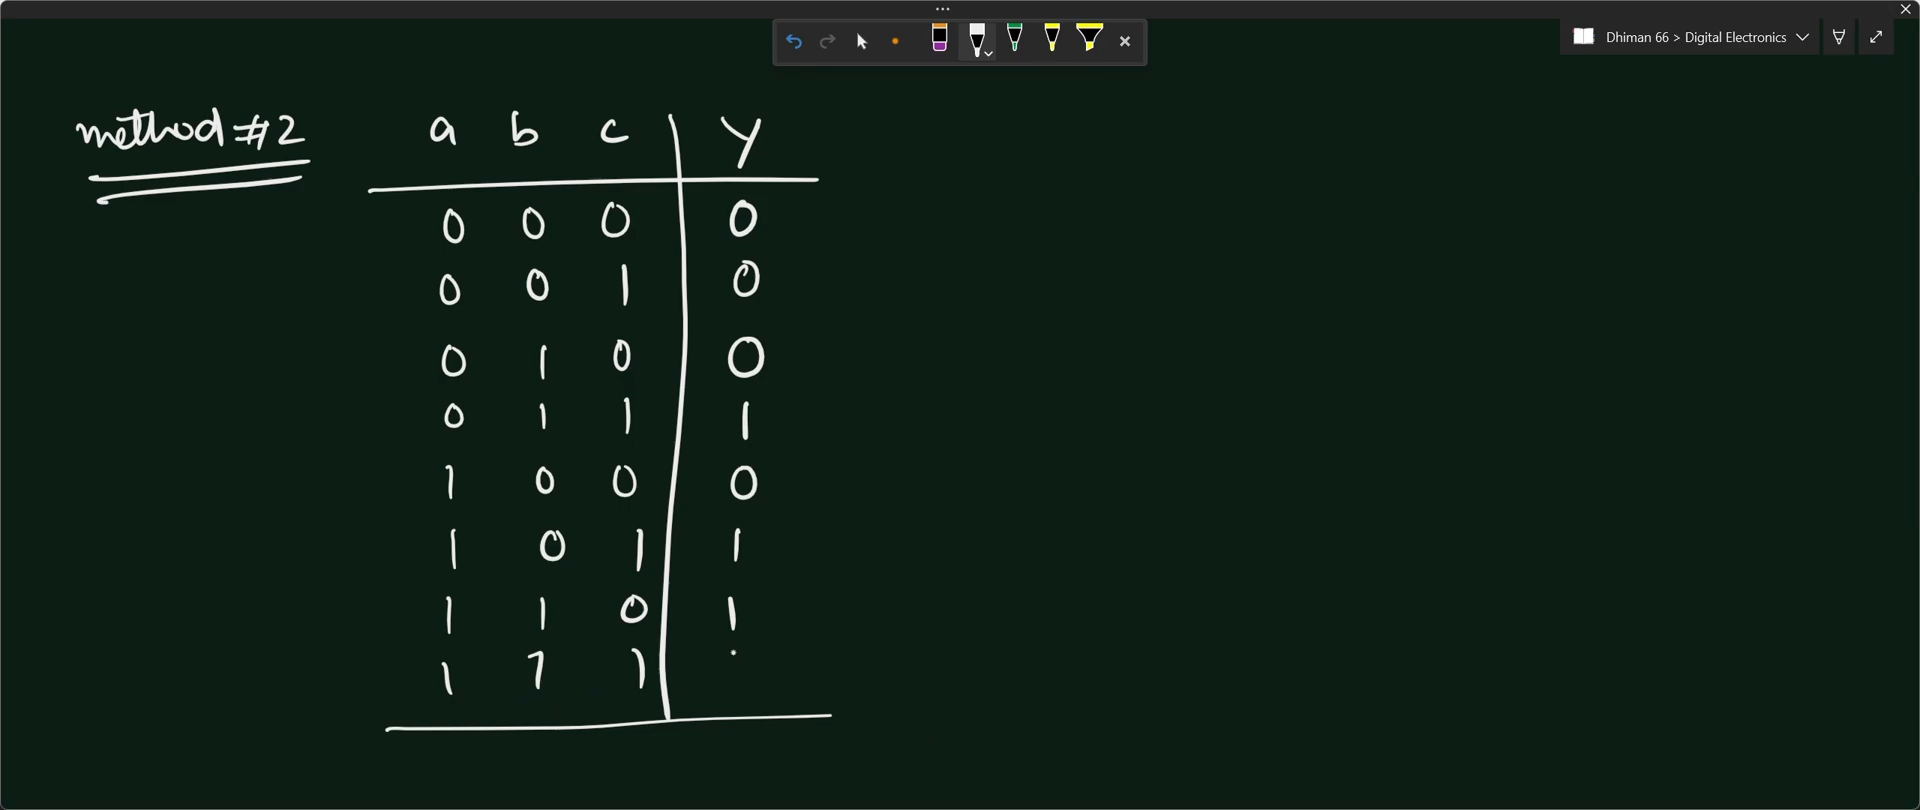 Dhiman 66 > Digital Electronics
method #2
a b c y
0 0 0 0
0 0 1 0
0 1 0 0
0 1 1 1
1 0 0 0
1 0 1 1
1 1 0 1
1 1 1